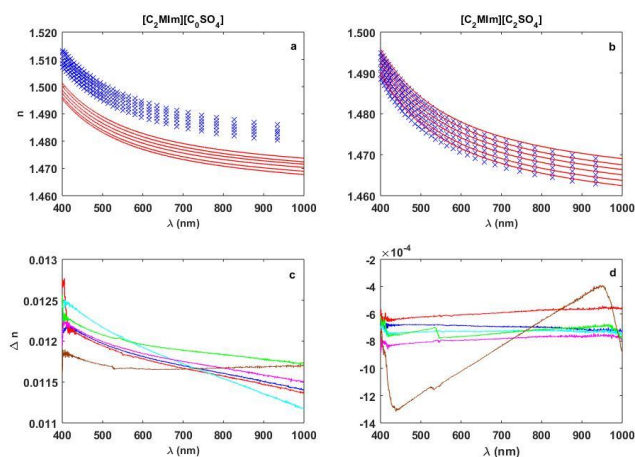 [C₂MIm][C₀SO₄]
a
1.520
1.510
1.500
1.490
1.480
1.470
1.460
n
400 500 600 700 800 900 1000
λ (nm)
[C₂MIm][C₂SO₄]
b
1.500
1.490
1.480
1.470
1.460
400 500 600 700 800 900 1000
λ (nm)
c
0.013
0.0125
0.012
0.0115
0.011
Δ n
400 500 600 700 800 900 1000
λ (nm)
d
×10⁻⁴
-4
-6
-8
-10
-12
-14
400 500 600 700 800 900 1000
λ (nm)